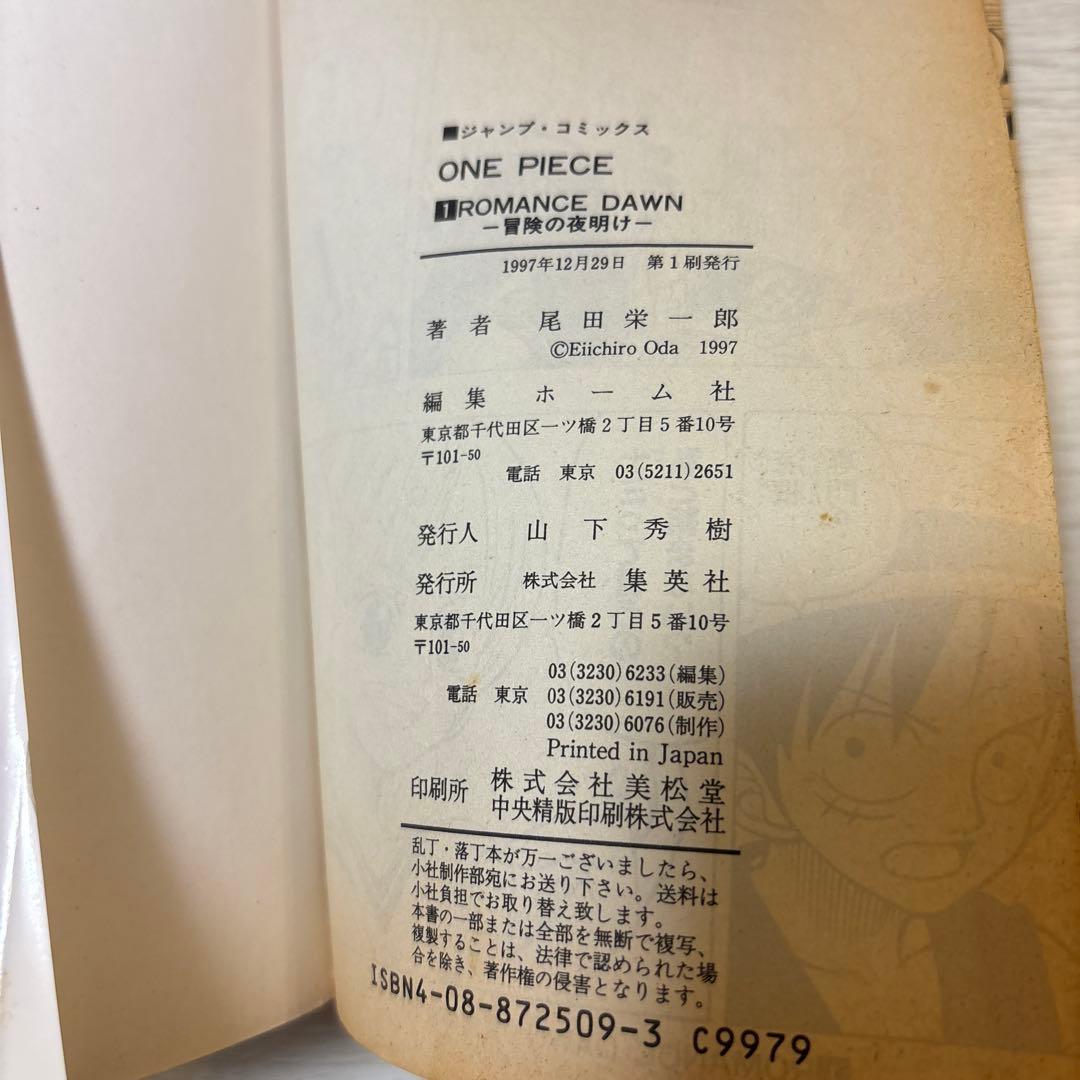 ■ジャンプ・コミックス
ONE PIECE
1 ROMANCE DAWN
―冒険の夜明け―
1997年12月29日　第1刷発行
著者　尾田栄一郎
©Eiichiro Oda 1997
編集　ホーム社
東京都千代田区一ツ橋2丁目5番10号
〒101-50
電話　東京　03(5211)2651
発行人　山下秀樹
発行所　株式会社　集英社
東京都千代田区一ツ橋2丁目5番10号
〒101-50
03(3230)6233(編集)
電話　東京　03(3230)6191(販売)
03(3230)6076(制作)
Printed in Japan
印刷所　株式会社美松堂
中央精版印刷株式会社
乱丁・落丁本が万一ございましたら、
小社制作部宛にお送り下さい。送料は
小社負担でお取り替え致します。
本書の一部または全部を無断で複写、
複製することは、法律で認められた場
合を除き、著作権の侵害となります。
ISBN4-08-872509-3 C9979